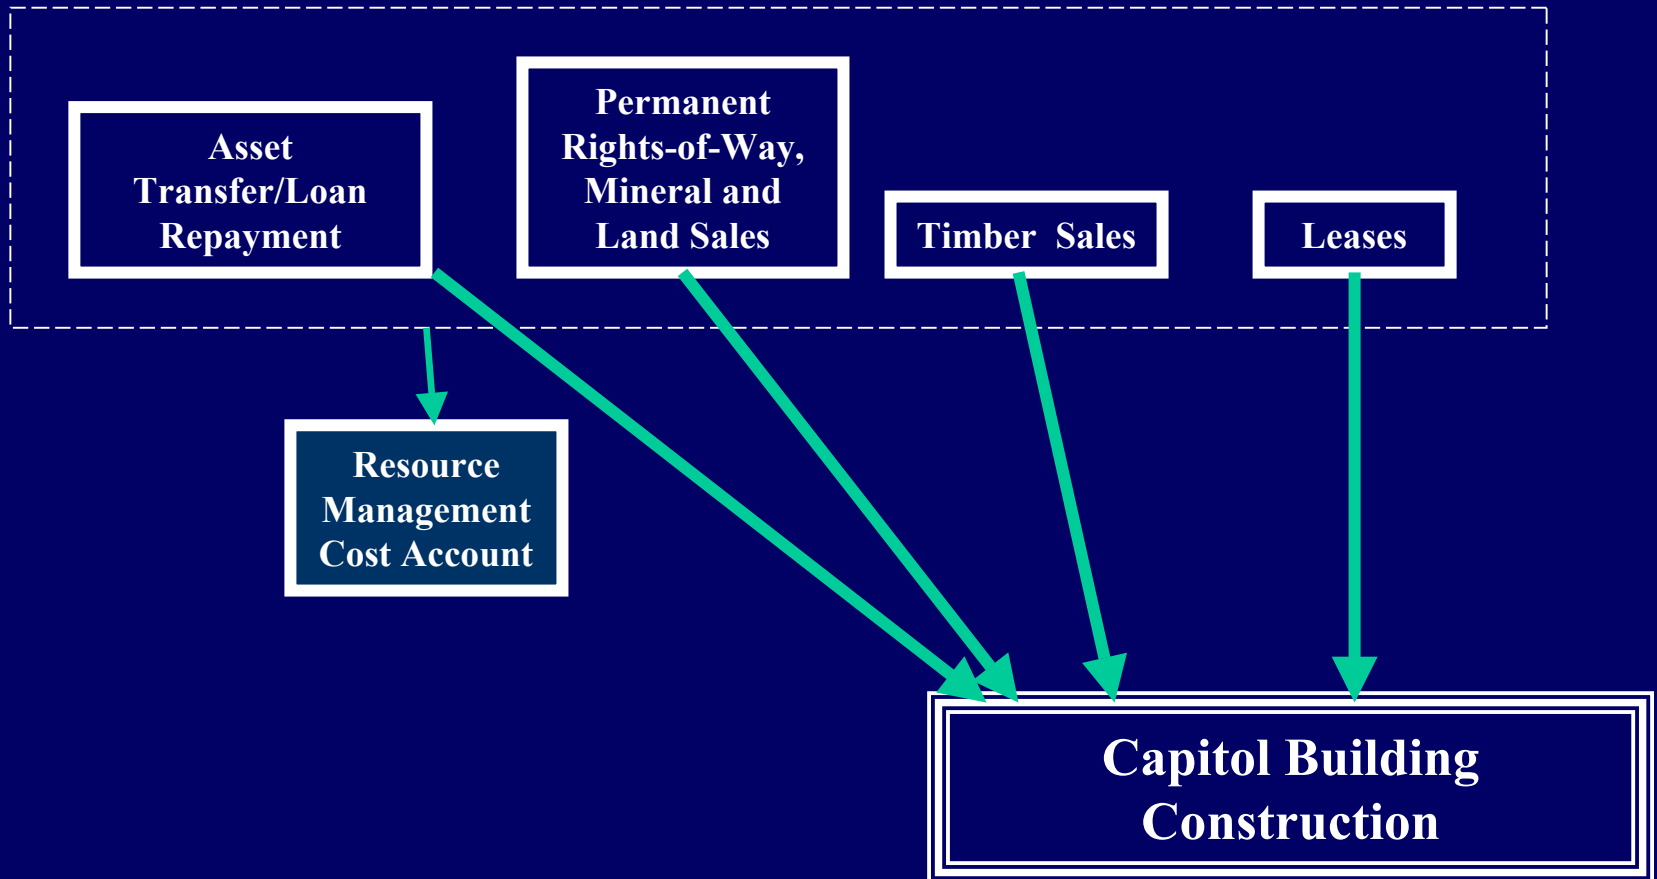 Asset
Transfer/Loan
Repayment
Permanent
Rights-of-Way,
Mineral and
Land Sales
Timber  Sales
Leases
Resource
Management
Cost Account
Capitol Building
Construction